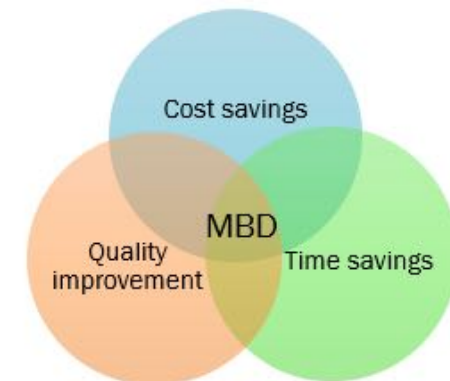 Cost savings
MBD
Quality
improvement
Time savings